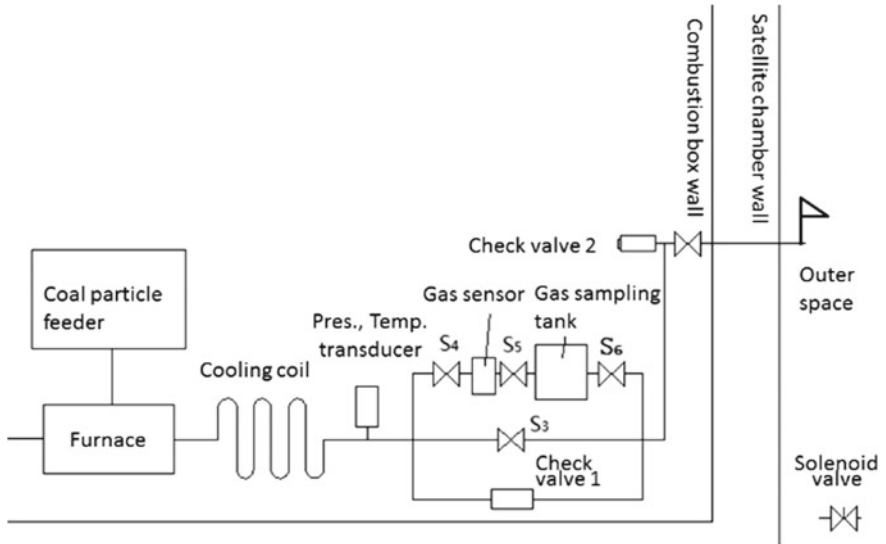 Combustion box wall
Satellite chamber wall
Check valve 2
Outer
space
Coal particle
feeder
Gas sensor
Gas sampling
tank
Pres., Temp.
transducer
S4
S5
S6
Cooling coil
Furnace
S3
Check
valve 1
Solenoid
valve